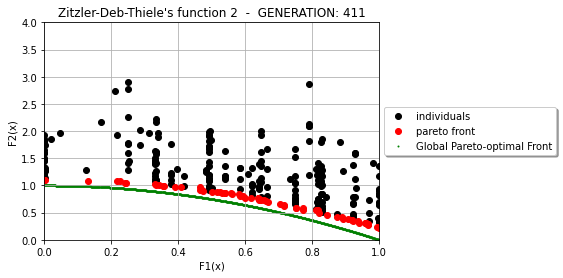 Zitzler-Deb-Thiele's function 2 - GENERATION: 411
4.0
3.5
3.0
2.5
2.0
1.5
1.0
0.5
0.0
F2(x)
0.0 0.2 0.4 0.6 0.8 1.0
F1(x)
individuals
pareto front
Global Pareto-optimal Front